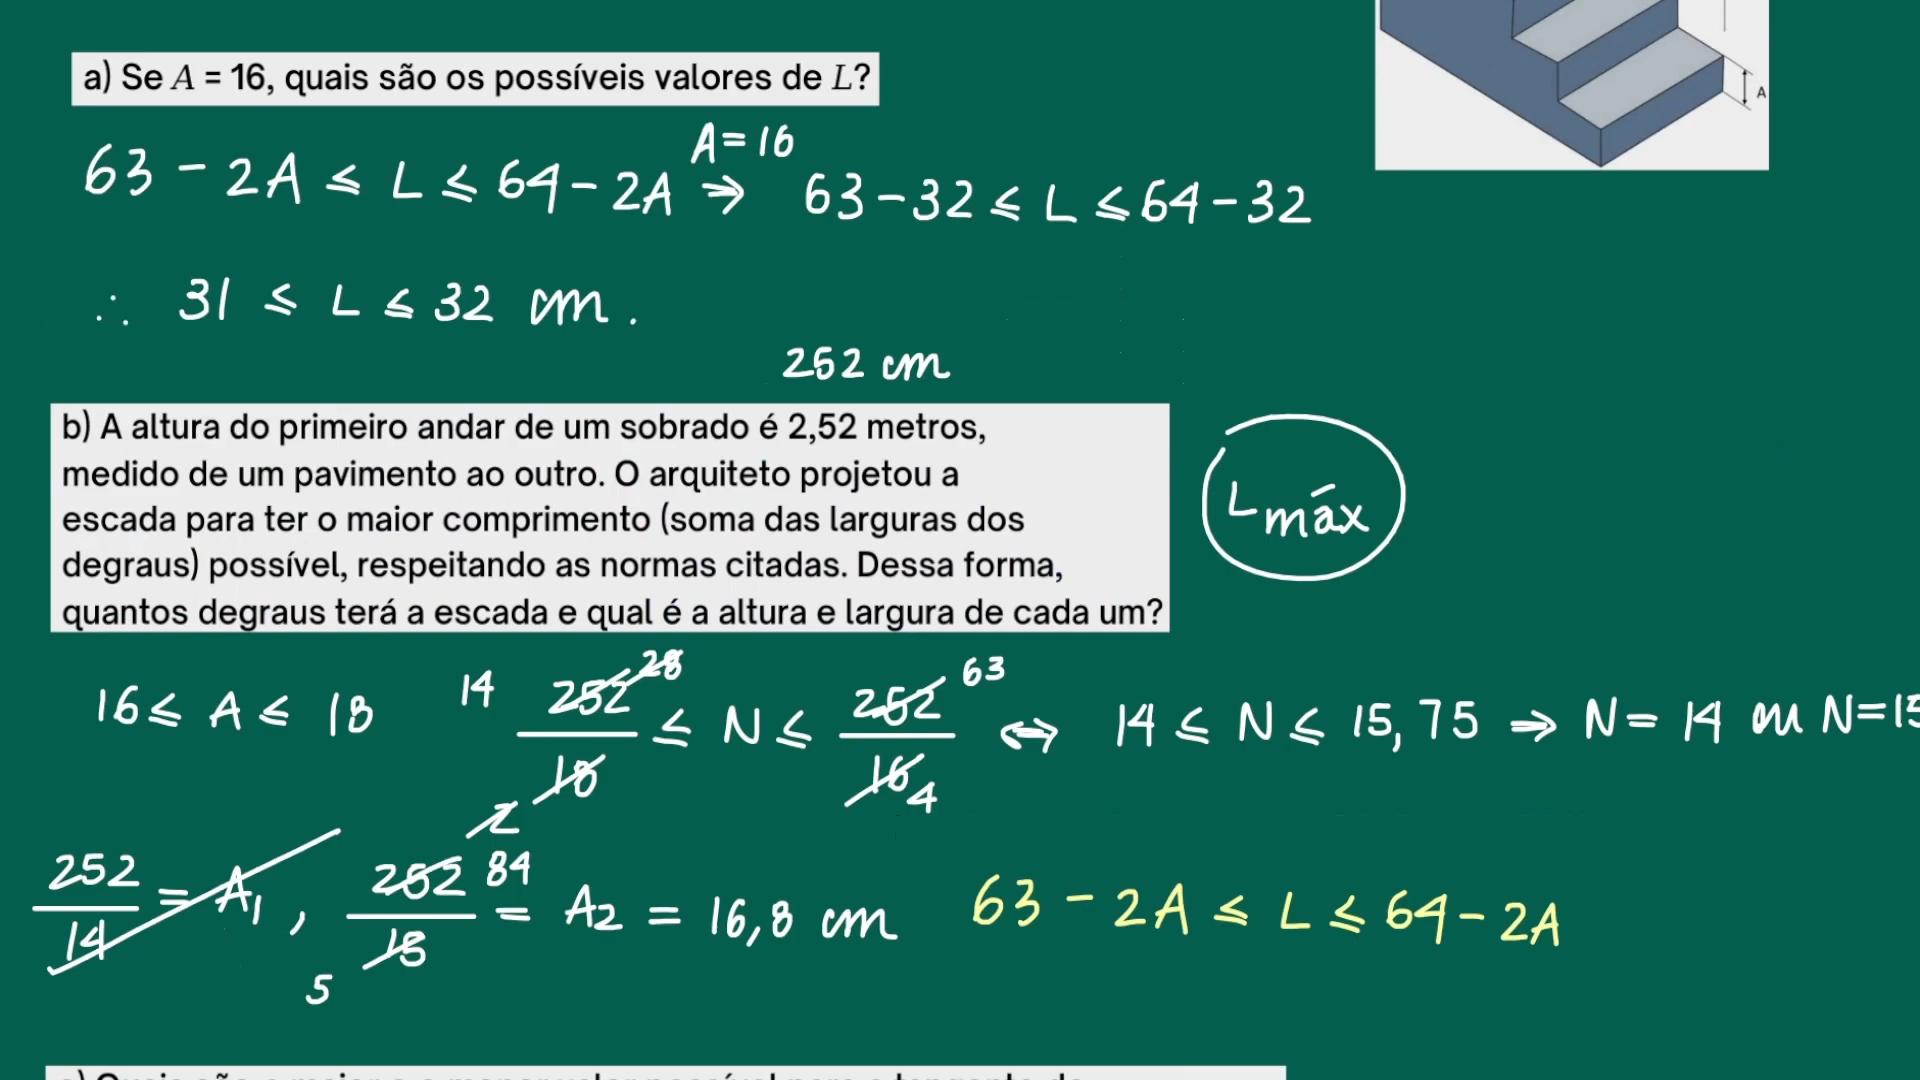 A
a) Se A = 16, quais são os possíveis valores de L?
63 - 2A ≤ L ≤ 64 - 2A A = 16 ⇒ 63 - 32 ≤ L ≤ 64 - 32
∴ 31 ≤ L ≤ 32 cm.
252 cm
b) A altura do primeiro andar de um sobrado é 2,52 metros,
medido de um pavimento ao outro. O arquiteto projetou a
escada para ter o maior comprimento (soma das larguras dos
degraus) possível, respeitando as normas citadas. Dessa forma,
quantos degraus terá a escada e qual é a altura e largura de cada um?
L máx
16 ≤ A ≤ 18 14 252/18 28 2 ≤ N ≤ 252/16 63 4 ⇔ 14 ≤ N ≤ 15,75 ⇒ N = 14 ou N = 15
252/14 = A1 , 252/15 84 5 = A2 = 16,8 cm 63 - 2A ≤ L ≤ 64 - 2A